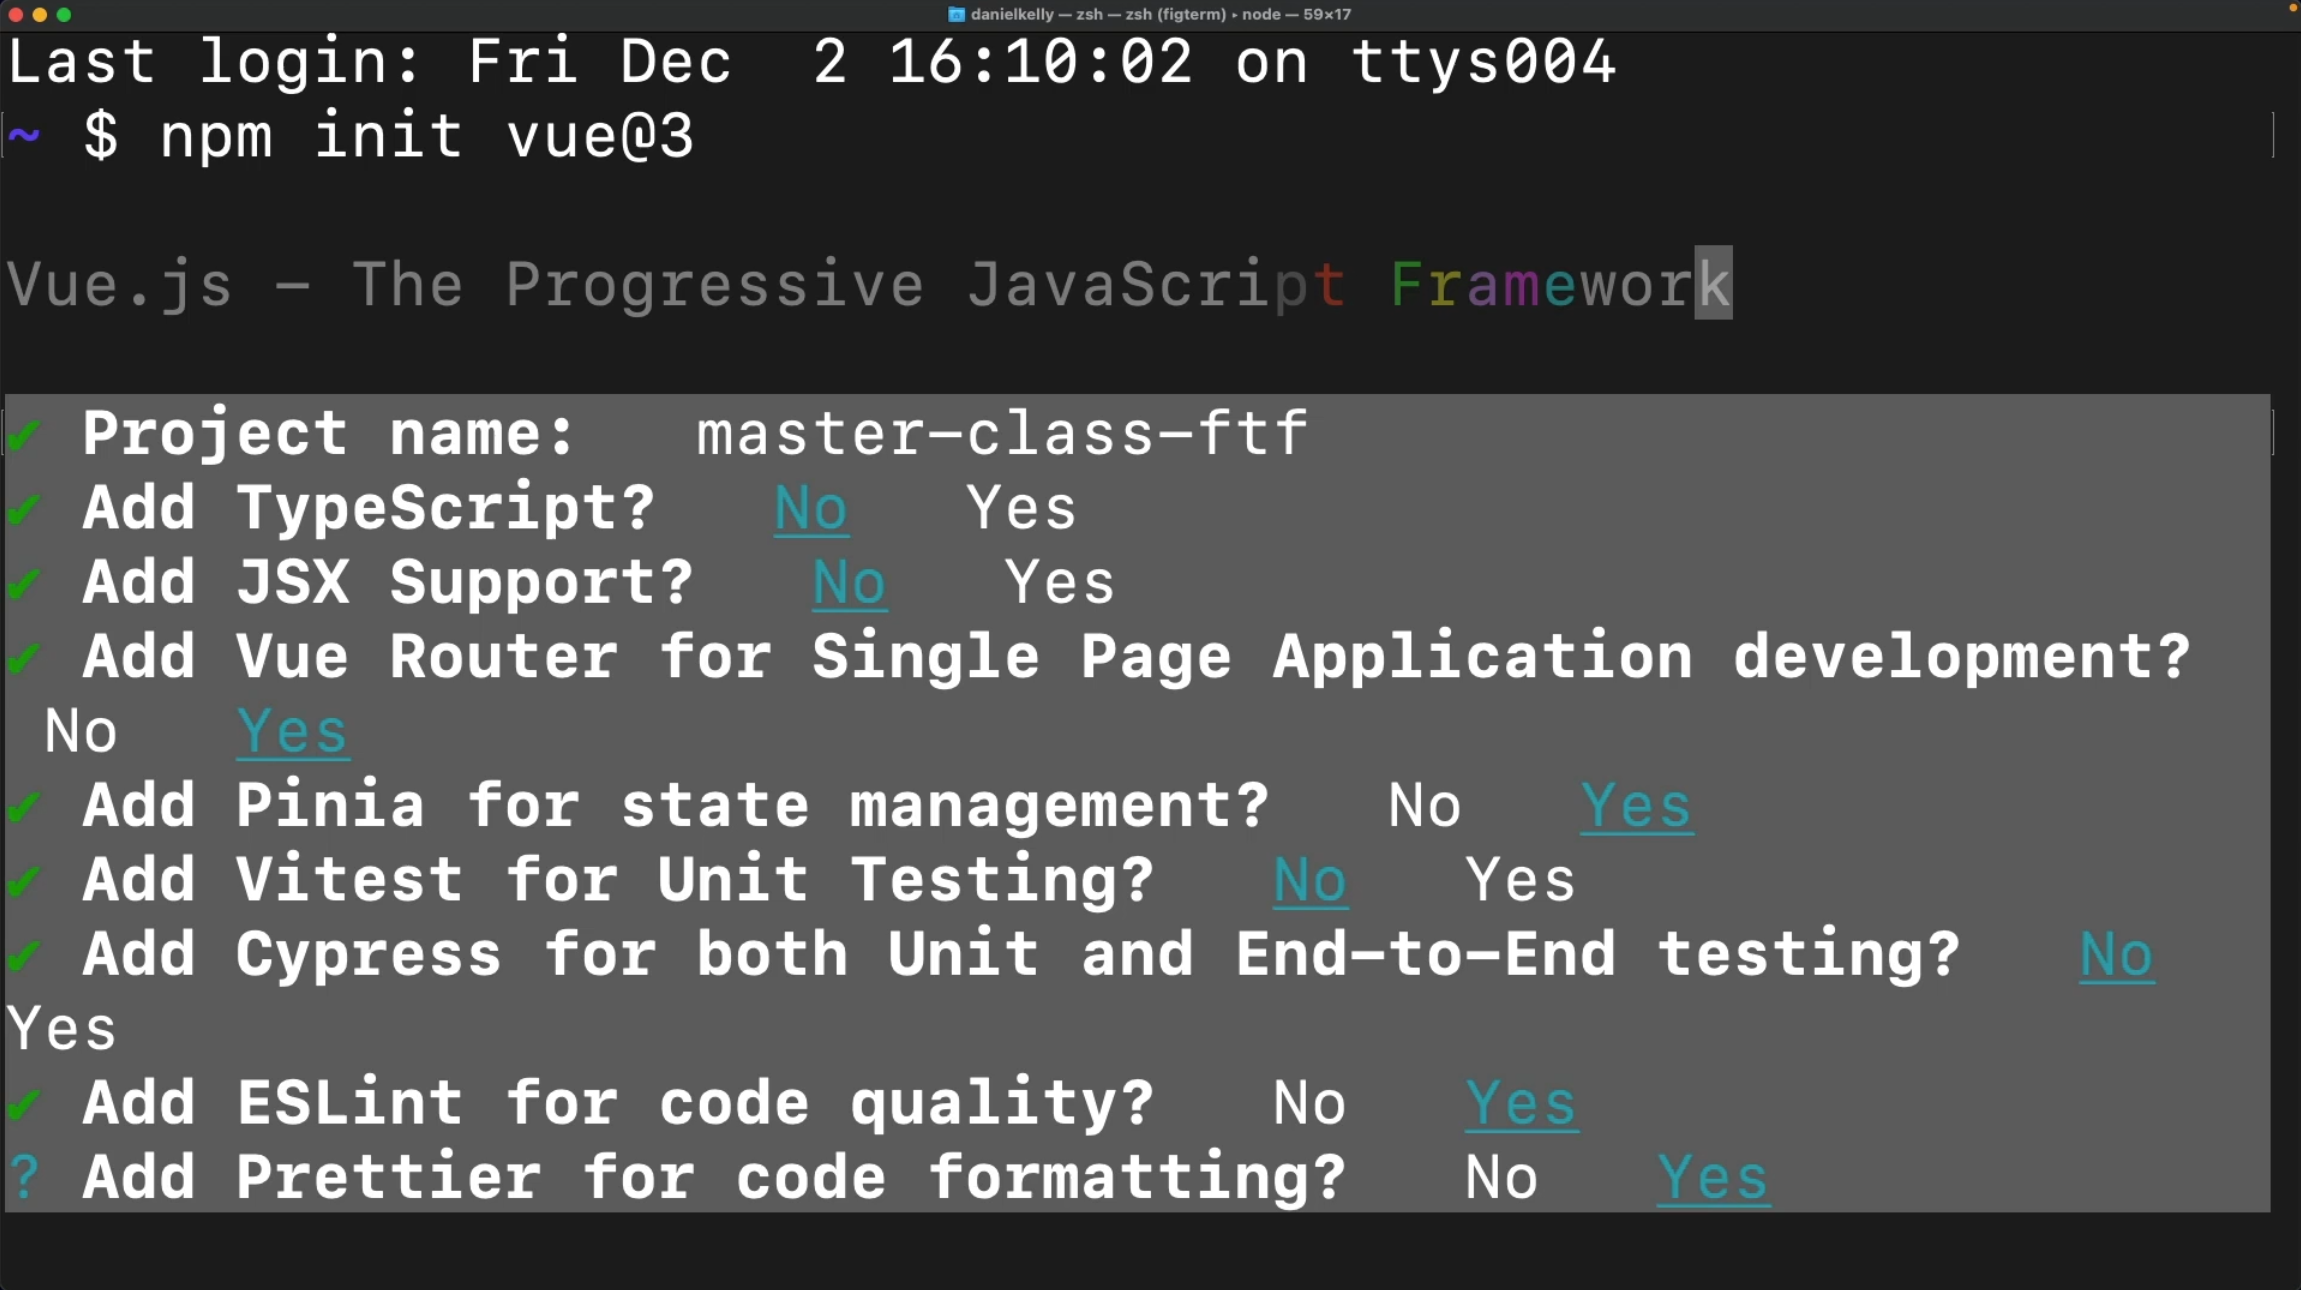 danielkelly — zsh — zsh (figterm) ▸ node — 59×17
Last login: Fri Dec  2 16:10:02 on ttys004
~ $ npm init vue@3
Vue.js – The Progressive JavaScript Framework
✔ Project name:   master-class-ftf
✔ Add TypeScript?   No   Yes
✔ Add JSX Support?   No   Yes
✔ Add Vue Router for Single Page Application development?
No   Yes
✔ Add Pinia for state management?   No   Yes
✔ Add Vitest for Unit Testing?   No   Yes
✔ Add Cypress for both Unit and End-to-End testing?   No
Yes
✔ Add ESLint for code quality?   No   Yes
? Add Prettier for code formatting?   No   Yes